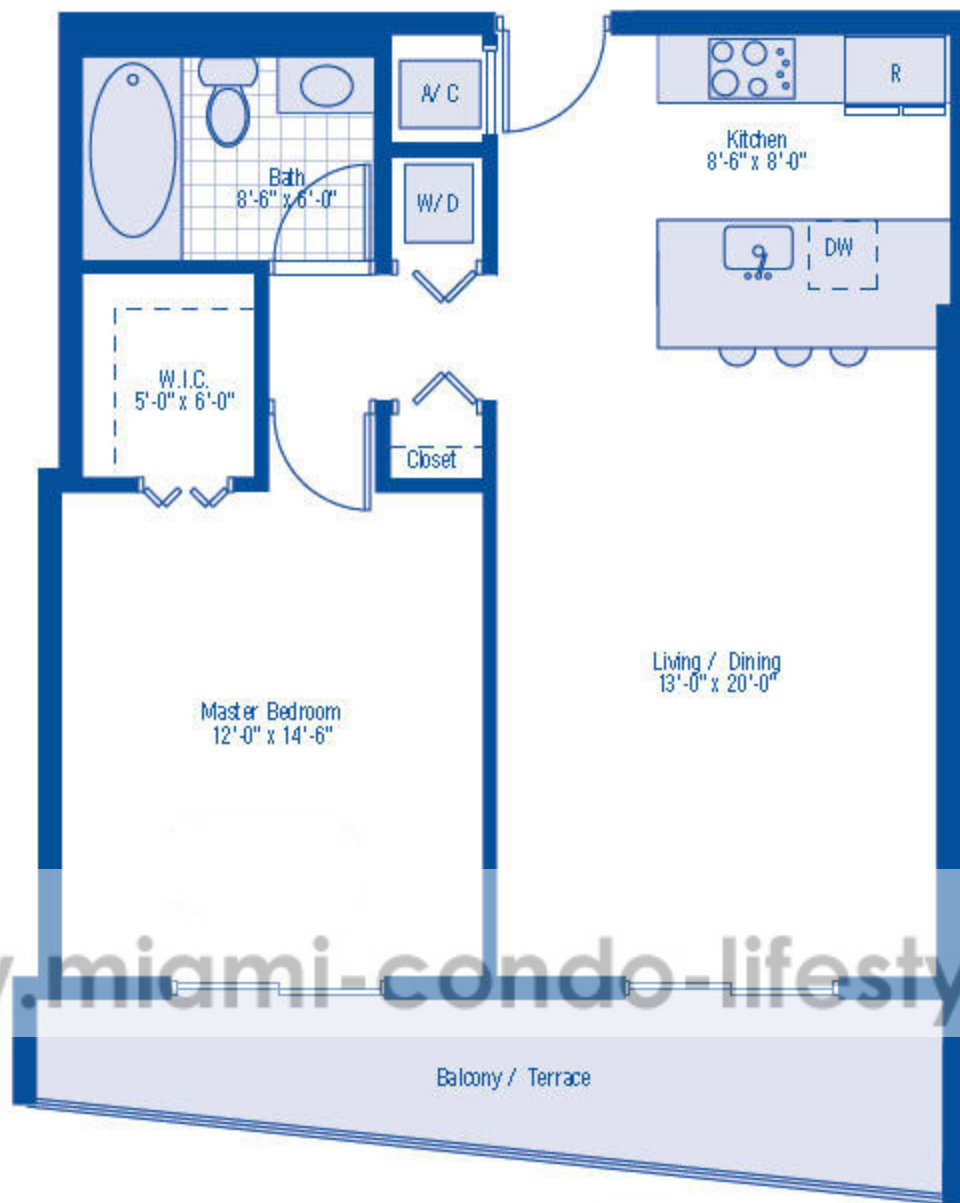 A/C
R
Kitchen
8'-6" x 8'-0"
Bath
8'-6" x 6'-0"
W/D
DW
W.I.C.
5'-0" x 6'-0"
Closet
Living / Dining
13'-0" x 20'-0"
Master Bedroom
12'-0" x 14'-6"
.miami-condo-lifesty
Balcony / Terrace